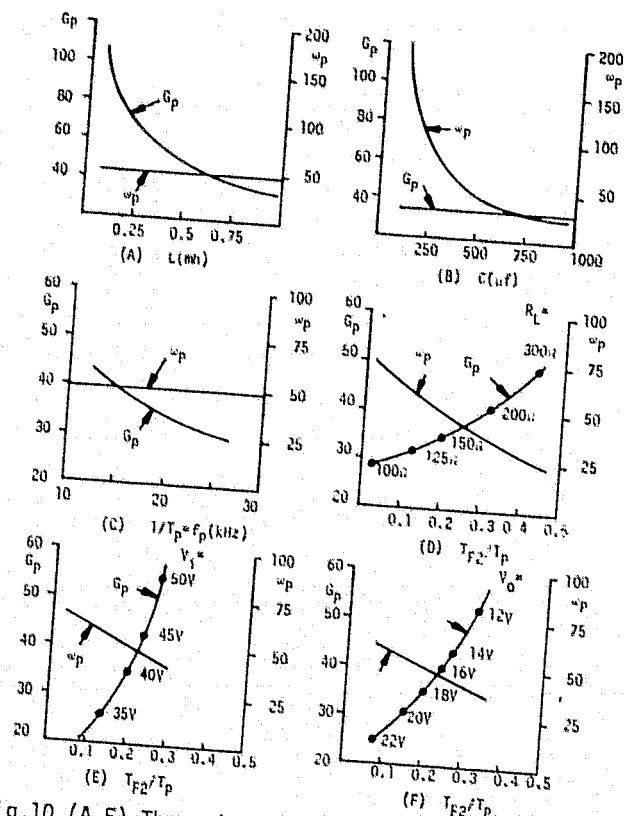 Gp
100
80
60
40
200
ωp
150
100
50
Gp
ωp
0.25 0.5 0.75
(A) L(mh)
Gp
100
80
60
40
200
ωp
150
100
50
ωp
Gp
250 500 750 1000
(B) C(uf)
60
Gp
50
40
30
20
100
ωp
75
50
25
ωp
Gp
10 20 30
(C) 1/Tp=fp(kHz)
60
Gp
50
40
30
20
RL=
100
ωp
75
50
25
ωp
Gp
300Ω
200Ω
150Ω
125Ω
100Ω
0.1 0.2 0.3 0.4 0.5
(D) TF2/Tp
60
Gp
50
40
30
20
Vi=
100
ωp
75
50
25
Gp
50V
45V
ωp
40V
35V
0.1 0.2 0.3 0.4 0.5
(E) TF2/Tp
60
Gp
50
40
30
22
VO=
100
ωp
75
50
25
12V
14V
16V
18V
20V
22V
0.1 0.2 0.3 0.4 0.5
(F) TF2/Tp